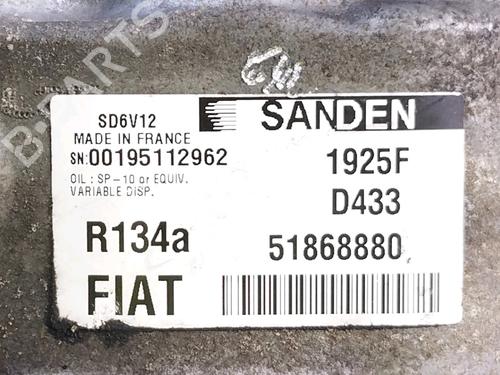 B-PARTS
SD6V12
SANDEN
MADE IN FRANCE
SN:00195112962
1925F
OIL : SP-10 or EQUIV.
VARIABLE DISP.
D433
R134a
51868880
FIAT